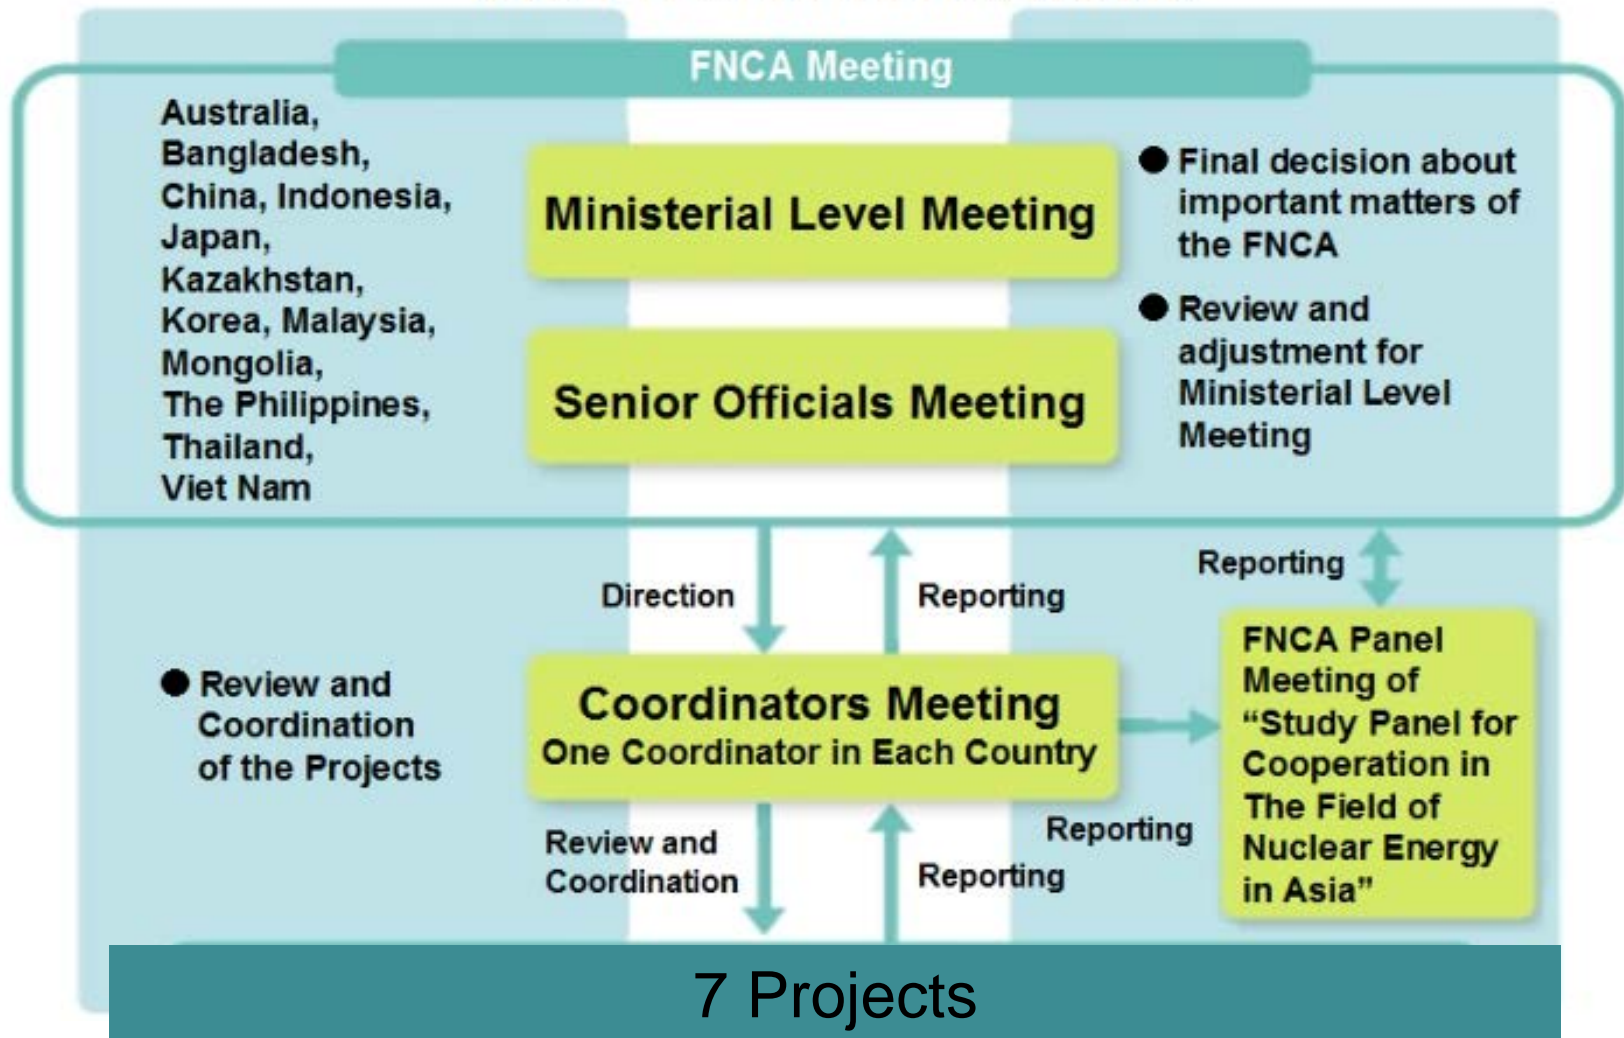 FNCA Meeting
Australia,
Bangladesh,
China, Indonesia,
Japan,
Kazakhstan,
Korea, Malaysia,
Mongolia,
The Philippines,
Thailand,
Viet Nam
Ministerial Level Meeting
Senior Officials Meeting
● Final decision about
important matters of
the FNCA
● Review and
adjustment for
Ministerial Level
Meeting
Direction
Reporting
Reporting
● Review and
Coordination
of the Projects
Coordinators Meeting
One Coordinator in Each Country
FNCA Panel
Meeting of
“Study Panel for
Cooperation in
The Field of
Nuclear Energy
in Asia”
Reporting
Review and
Coordination
Reporting
7 Projects